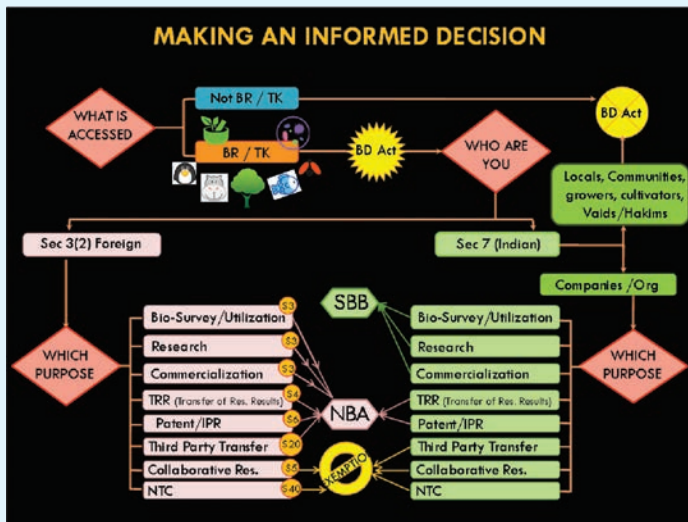 MAKING AN INFORMED DECISION
WHAT IS
ACCESSED
Not BR / TK
BR / TK
BD Act
WHO ARE
YOU
BD Act
Locals, Communities,
growers, cultivators,
Vaids/Hakims
Sec 3(2) Foreign
Sec 7 (Indian)
Companies /Org
WHICH
PURPOSE
Bio-Survey/Utilization
S3
Research
S3
Commercialization
S3
TRR (Transfer of Res. Results)
S4
Patent/IPR
S6
Third Party Transfer
S20
Collaborative Res.
S5
NTC
S40
SBB
NBA
EXEMPTIO
Bio-Survey/Utilization
Research
Commercialization
TRR (Transfer of Res. Results)
Patent/IPR
Third Party Transfer
Collaborative Res.
NTC
WHICH
PURPOSE